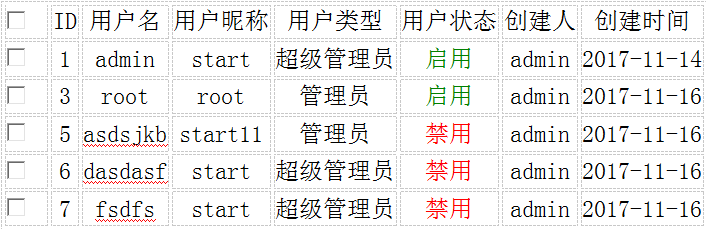 ID 用户名 用户昵称 用户类型 用户状态 创建人 创建时间
1 admin start 超级管理员 启用 admin 2017-11-14
3 root root 管理员 启用 admin 2017-11-16
5 asdsjkb start11 管理员 禁用 admin 2017-11-16
6 dasdasf start 超级管理员 禁用 admin 2017-11-16
7 fsdfs start 超级管理员 禁用 admin 2017-11-16